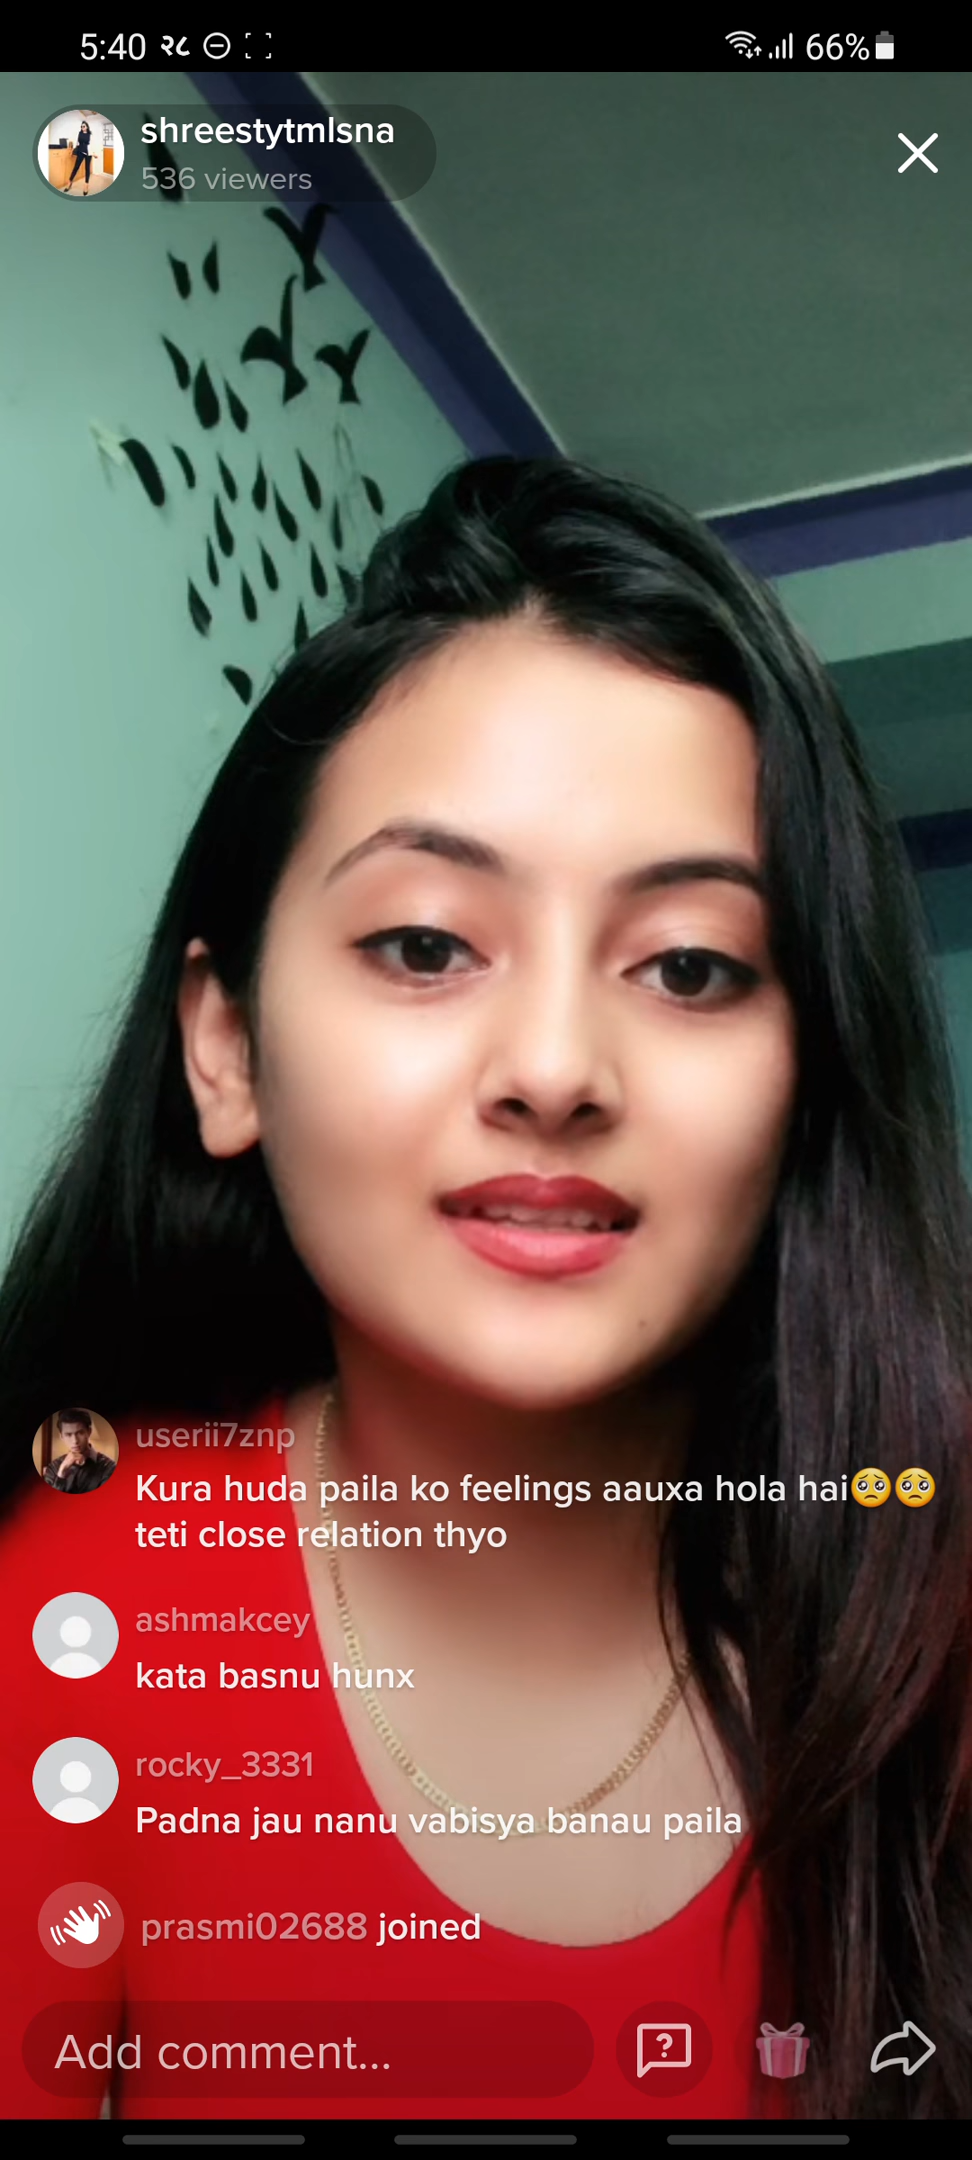 5:40 २८
66%
shreestytmlsna
536 viewers
userii7znp
Kura huda paila ko feelings aauxa hola hai🥺🥺
teti close relation thyo
ashmakcey
kata basnu hunx
rocky_3331
Padna jau nanu vabisya banau paila
prasmi02688 joined
Add comment...